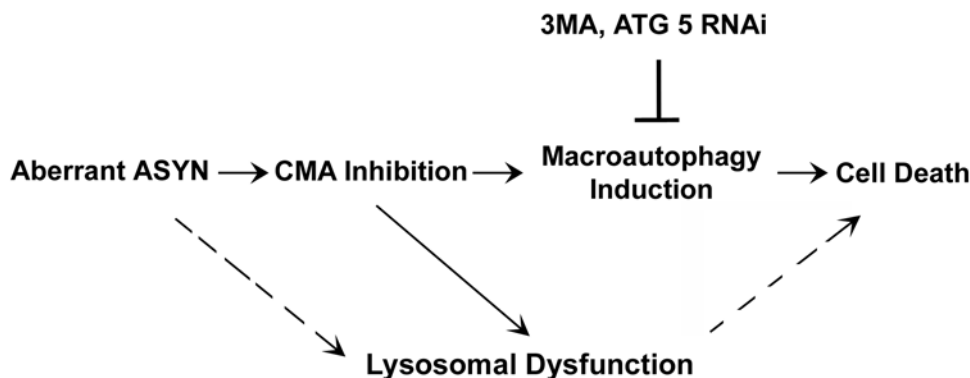 3MA, ATG 5 RNAi
Aberrant ASYN
CMA Inhibition
Macroautophagy
Induction
Cell Death
Lysosomal Dysfunction